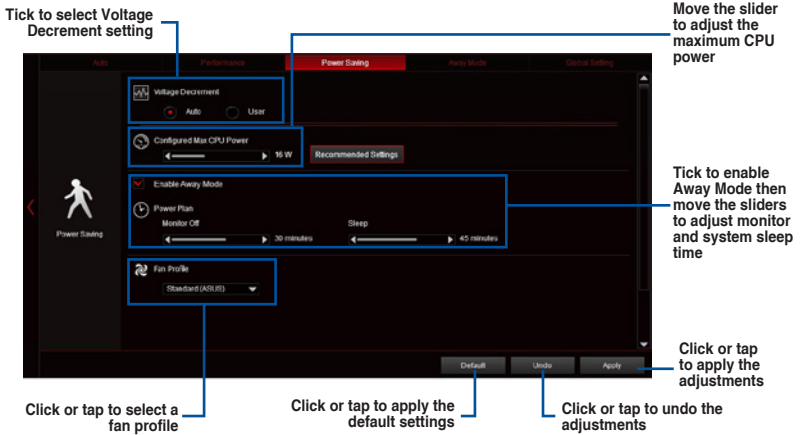 Tick to select Voltage
Decrement setting
Move the slider
to adjust the
maximum CPU
power
Auto
Performance
Power Saving
Away Mode
Global Setting
Voltage Decrement
Auto
User
Configured Max CPU Power
16 W
Recommended Settings
Enable Away Mode
Power Plan
Monitor Off
Sleep
30 minutes
45 minutes
Power Saving
Fan Profile
Standard (ASUS)
Tick to enable
Away Mode then
move the sliders
to adjust monitor
and system sleep
time
Default
Undo
Apply
Click or tap
to apply the
adjustments
Click or tap to select a
fan profile
Click or tap to apply the
default settings
Click or tap to undo the
adjustments